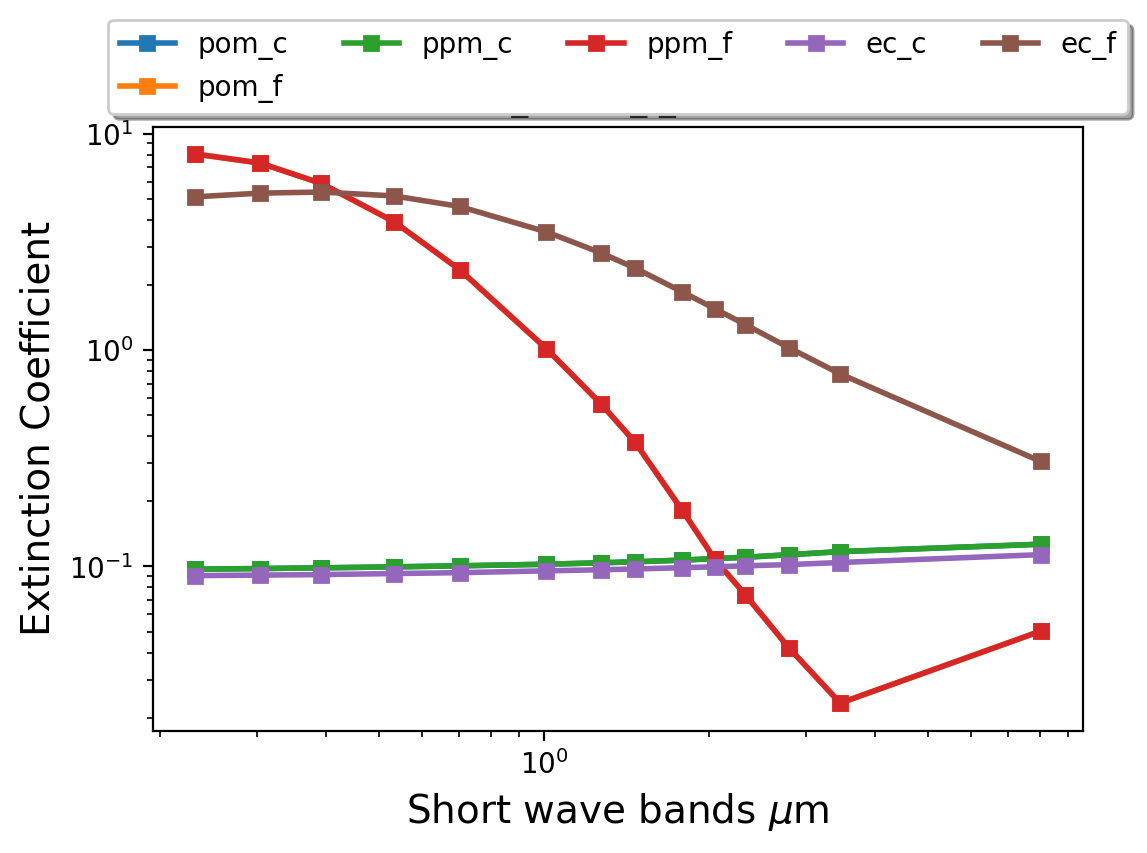 pom_c ppm_c ppm_f ec_c ec_f
pom_f
10¹
10⁰
10⁻¹
Extinction Coefficient
10⁰
Short wave bands μm